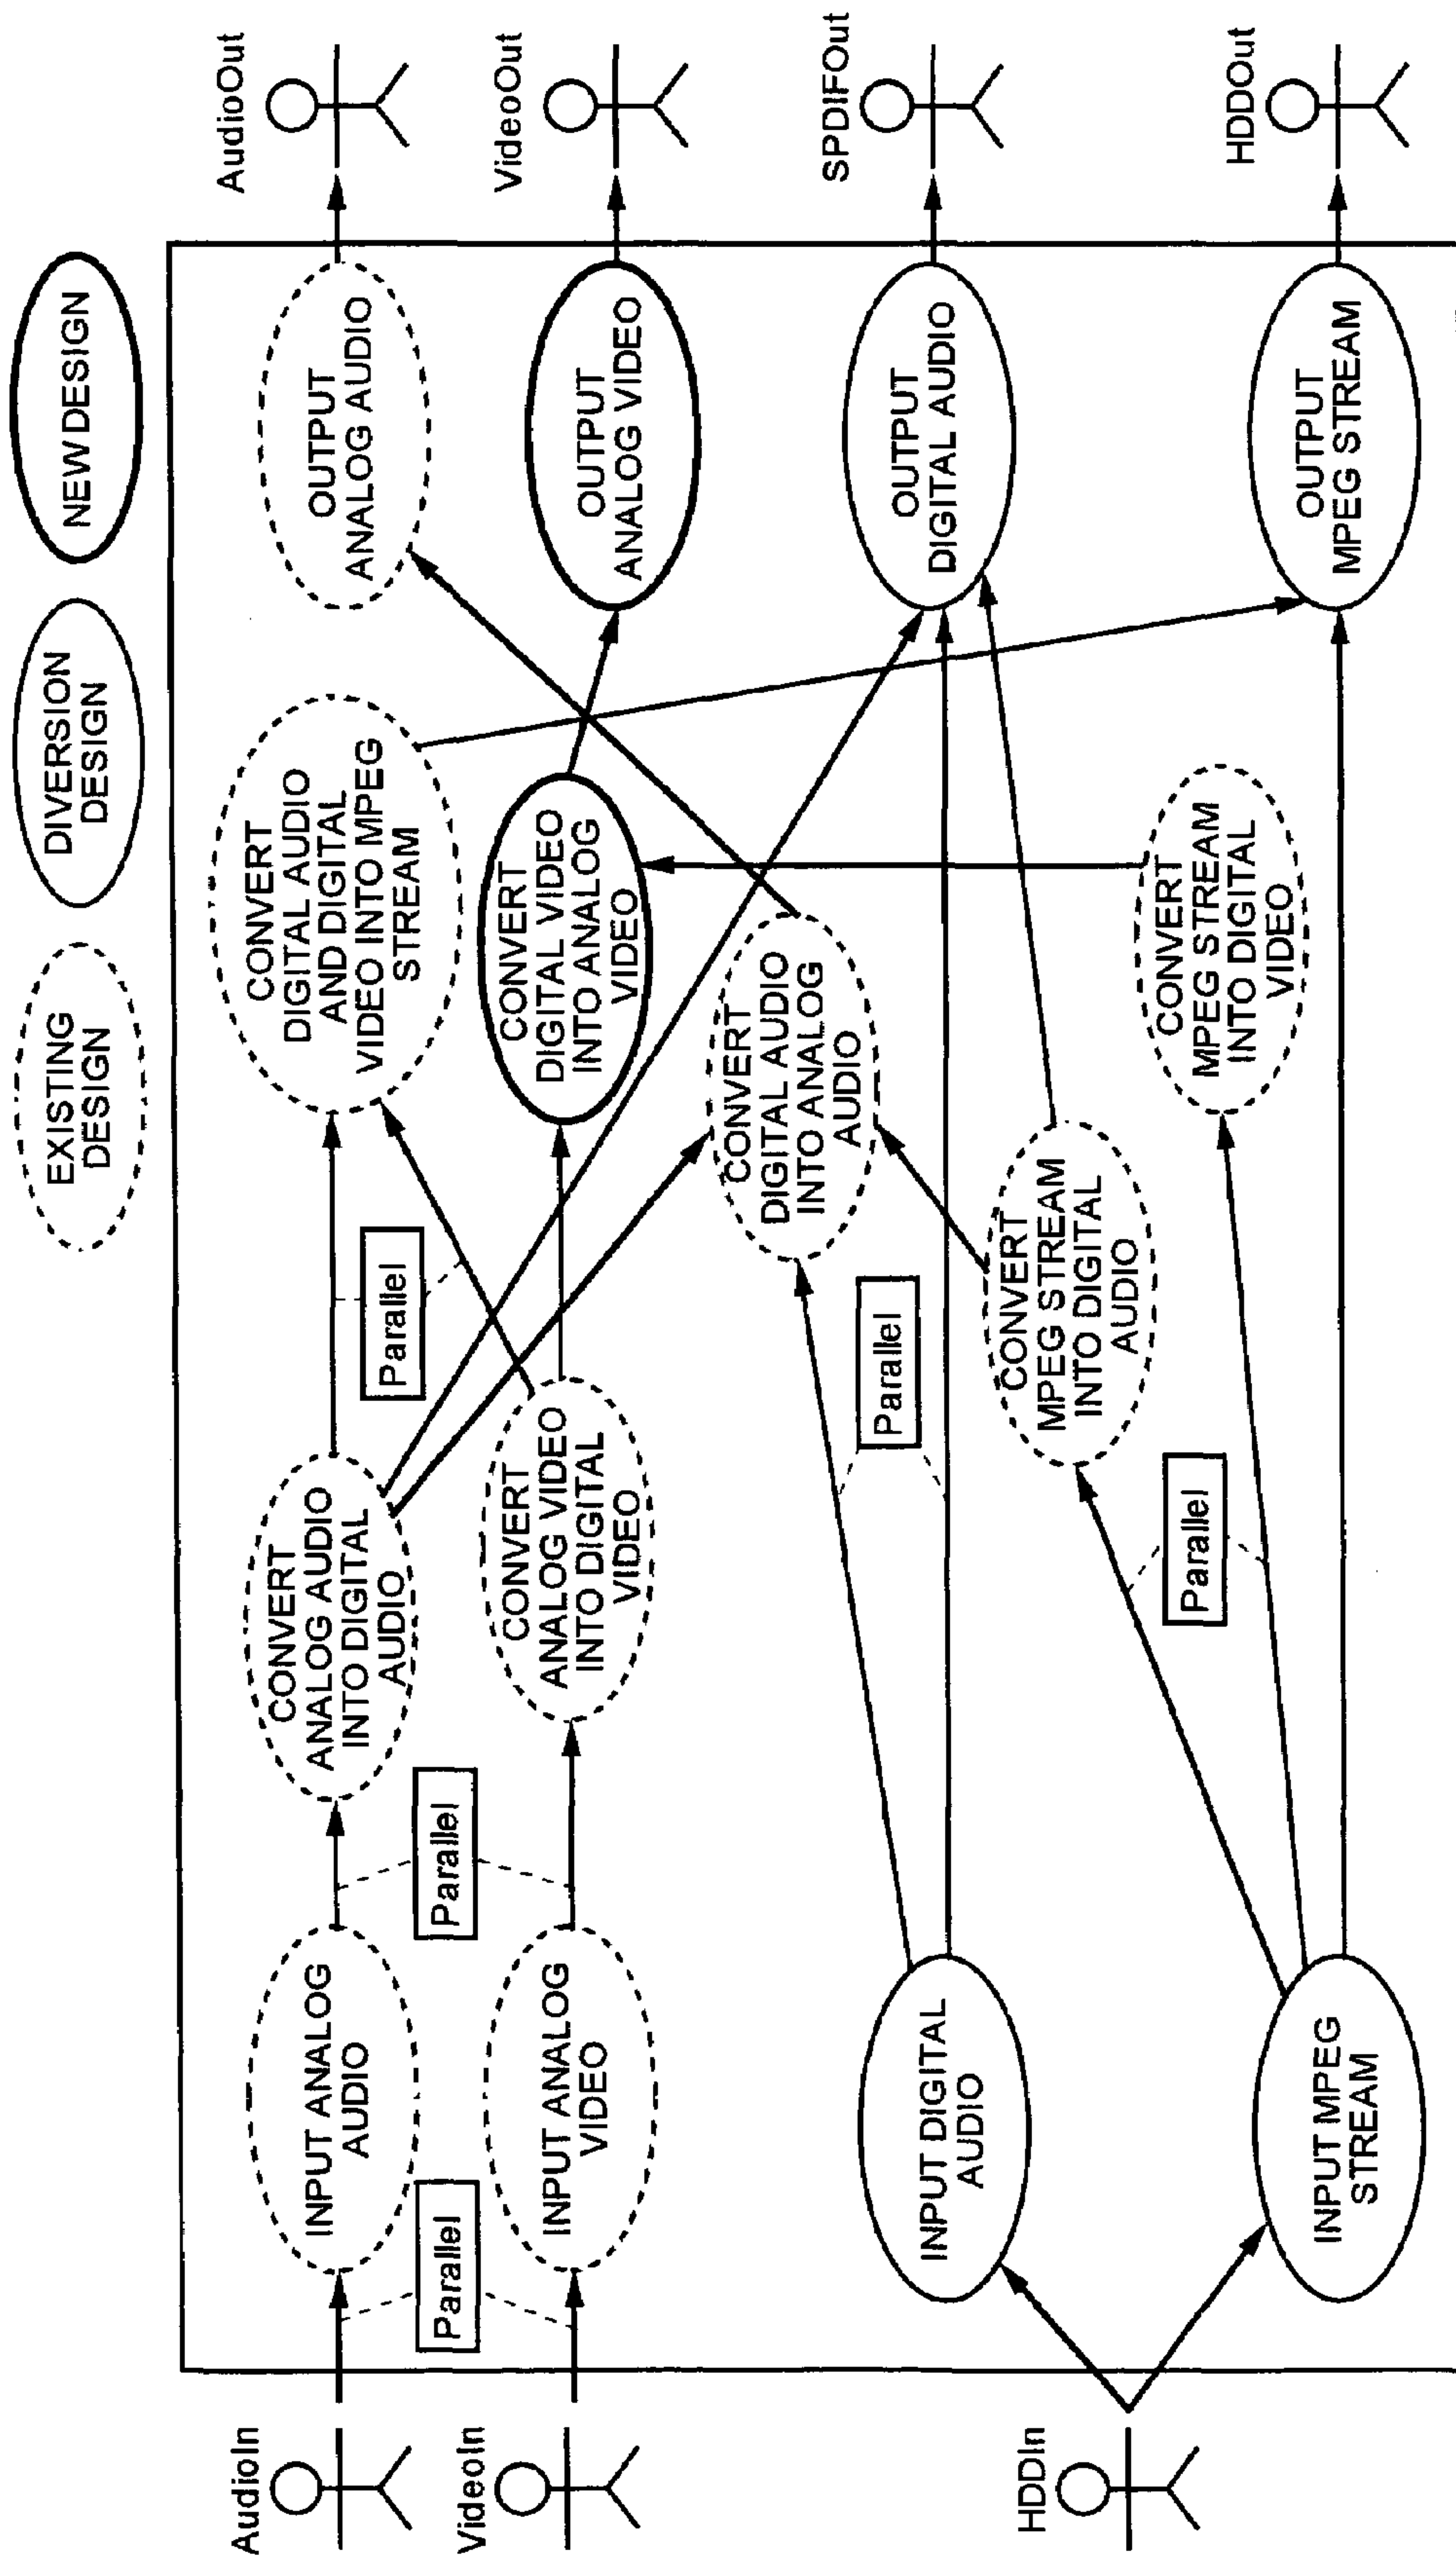 EXISTING
DESIGN
DIVERSION
DESIGN
NEW DESIGN
AudioIn
VideoIn
HDDIn
INPUT ANALOG
AUDIO
INPUT ANALOG
VIDEO
INPUT DIGITAL
AUDIO
INPUT MPEG
STREAM
Parallel
Parallel
CONVERT
ANALOG AUDIO
INTO DIGITAL
AUDIO
CONVERT
ANALOG VIDEO
INTO DIGITAL
VIDEO
Parallel
Parallel
Parallel
CONVERT
MPEG STREAM
INTO DIGITAL
AUDIO
CONVERT
DIGITAL AUDIO
AND DIGITAL
VIDEO INTO MPEG
STREAM
CONVERT
DIGITAL VIDEO
INTO ANALOG
VIDEO
CONVERT
DIGITAL AUDIO
INTO ANALOG
AUDIO
CONVERT
MPEG STREAM
INTO DIGITAL
VIDEO
OUTPUT
ANALOG AUDIO
OUTPUT
ANALOG VIDEO
OUTPUT
DIGITAL AUDIO
OUTPUT
MPEG STREAM
AudioOut
VideoOut
SPDIFOut
HDDOut